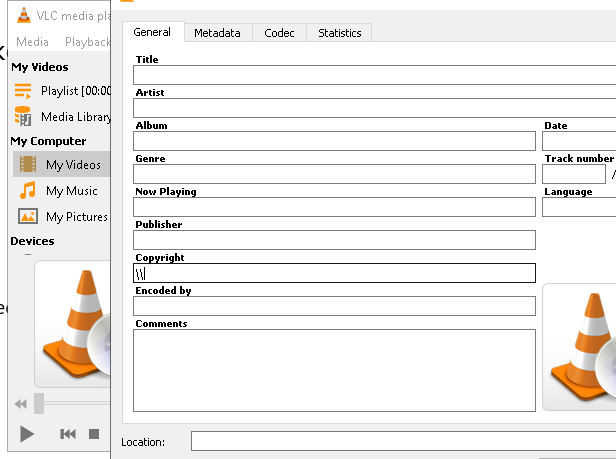 VLC media pla
Media Playback
My Videos
Playlist [00:00
Media Library
My Computer
My Videos
My Music
My Pictures
Devices
General Metadata Codec Statistics
Title
Artist
Album Date
Genre Track number
/
Now Playing Language
Publisher
Copyright
\\
Encoded by
Comments
Location: